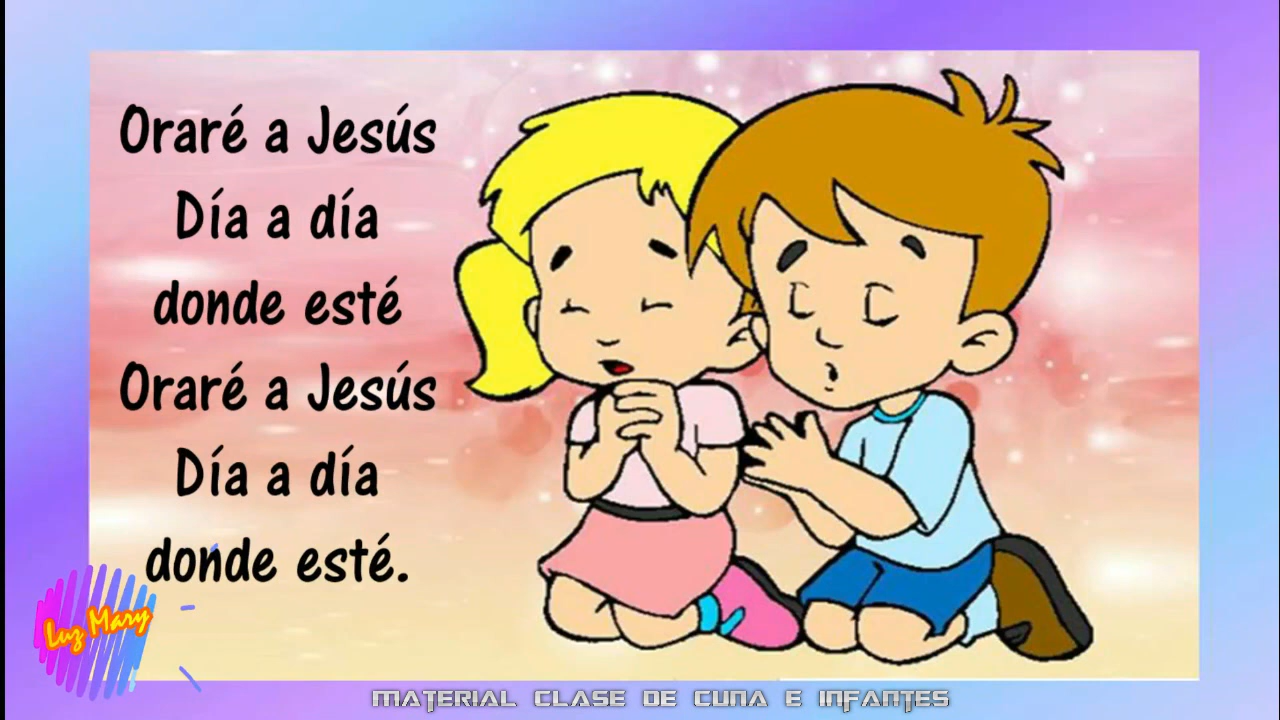 Oraré a Jesús
Día a día
donde esté
Oraré a Jesús
Día a día
donde esté.
Luz Mary
MATERIAL CLASE DE CUNA E INFANTES